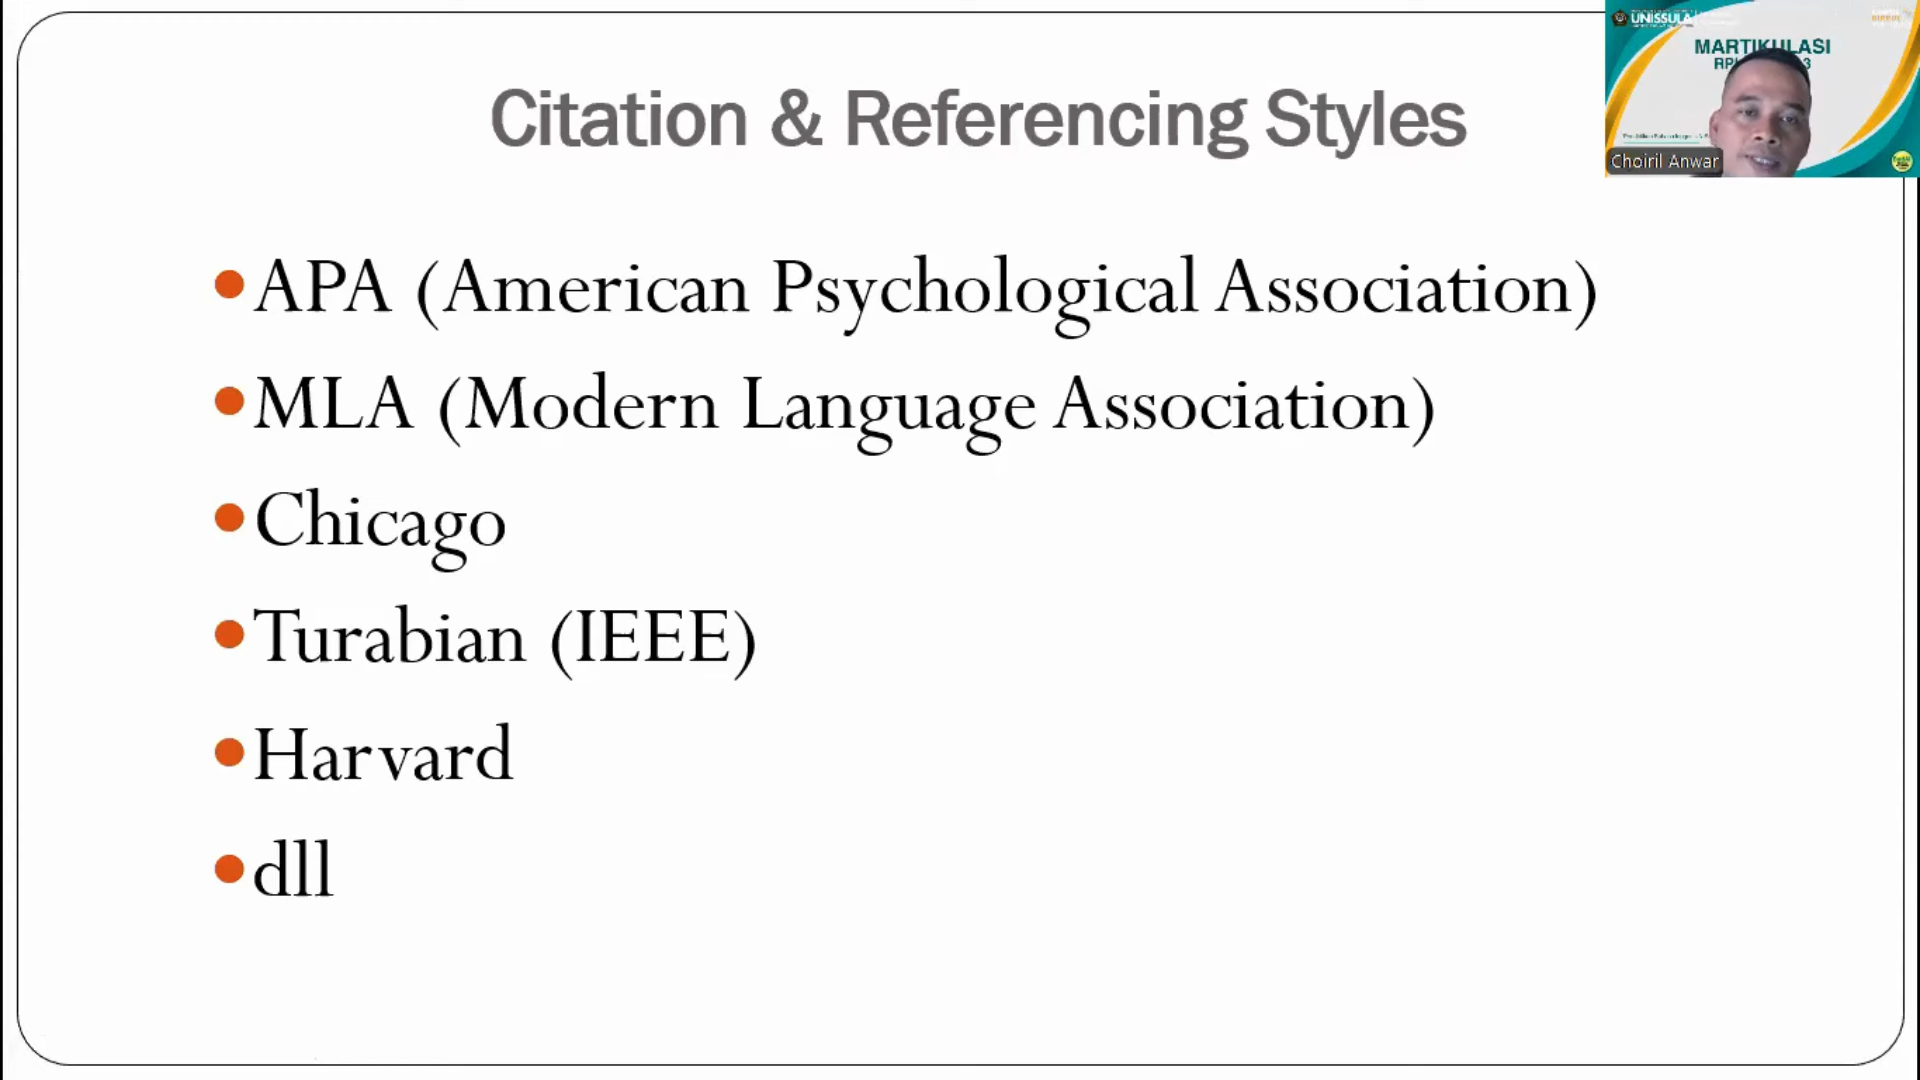 Citation & Referencing Styles
UNISSULA
MARTIKULASI
Choiril Anwar
•APA (American Psychological Association)
•MLA (Modern Language Association)
•Chicago
•Turabian (IEEE)
•Harvard
•dll